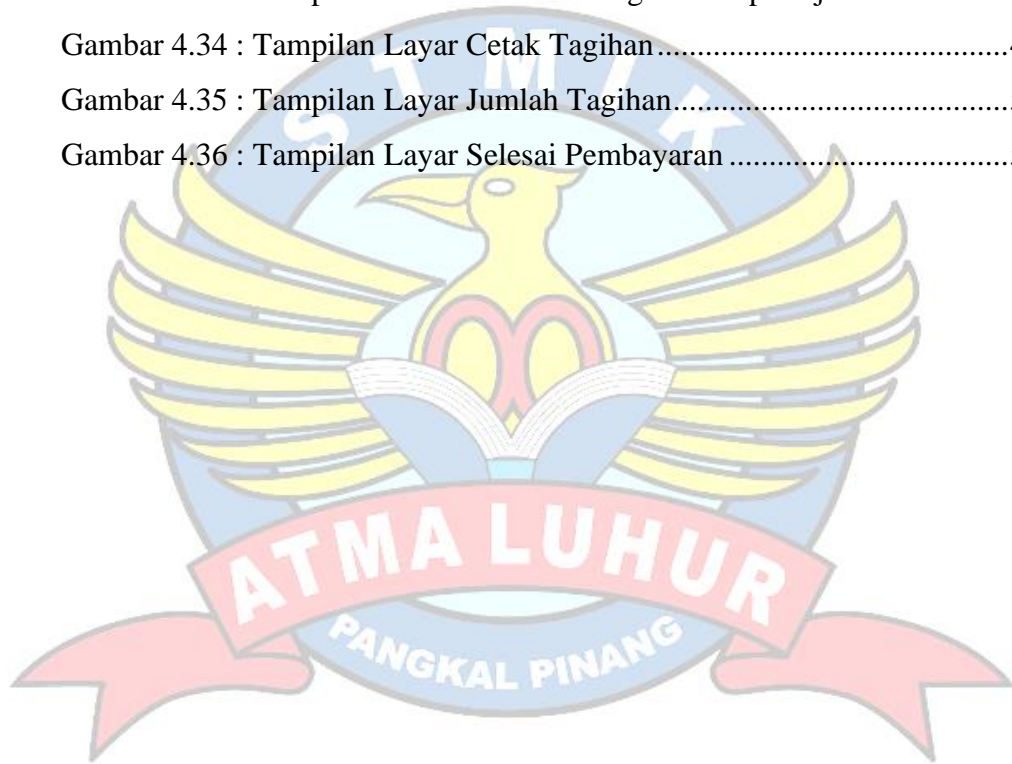 Gambar 4.34 : Tampilan Layar Cetak Tagihan
Gambar 4.35 : Tampilan Layar Jumlah Tagihan
Gambar 4.36 : Tampilan Layar Selesai Pembayaran
STMIK
ATMA LUHUR
PANGKAL PINANG